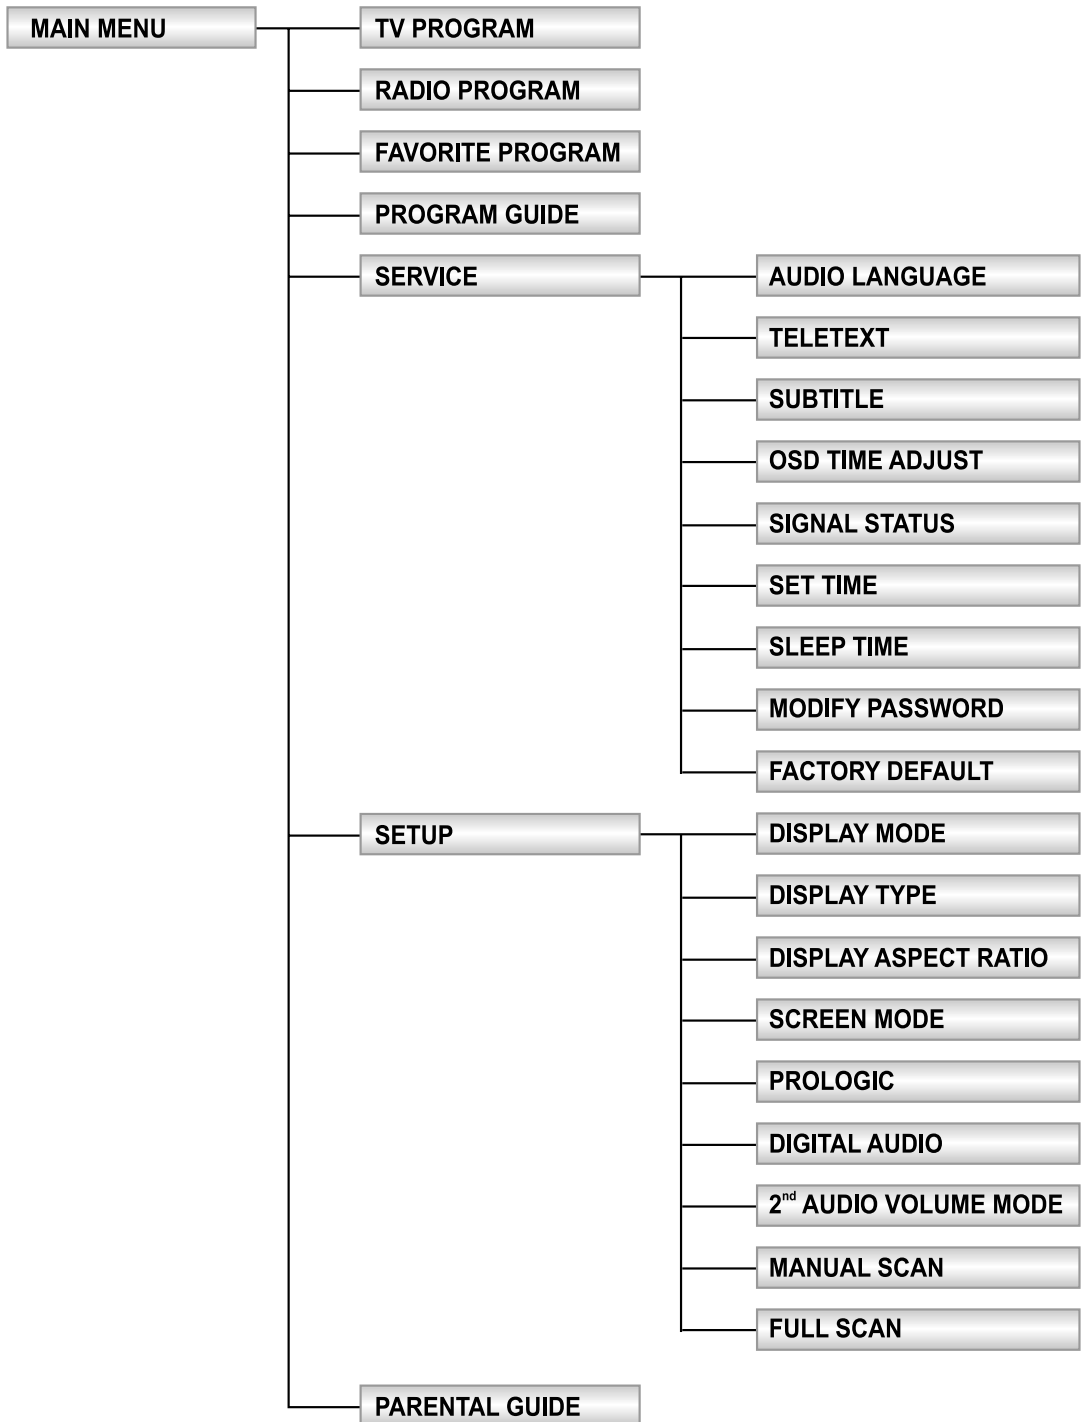 MAIN MENU
TV PROGRAM
RADIO PROGRAM
FAVORITE PROGRAM
PROGRAM GUIDE
SERVICE
AUDIO LANGUAGE
TELETEXT
SUBTITLE
OSD TIME ADJUST
SIGNAL STATUS
SET TIME
SLEEP TIME
MODIFY PASSWORD
FACTORY DEFAULT
SETUP
DISPLAY MODE
DISPLAY TYPE
DISPLAY ASPECT RATIO
SCREEN MODE
PROLOGIC
DIGITAL AUDIO
2nd AUDIO VOLUME MODE
MANUAL SCAN
FULL SCAN
PARENTAL GUIDE